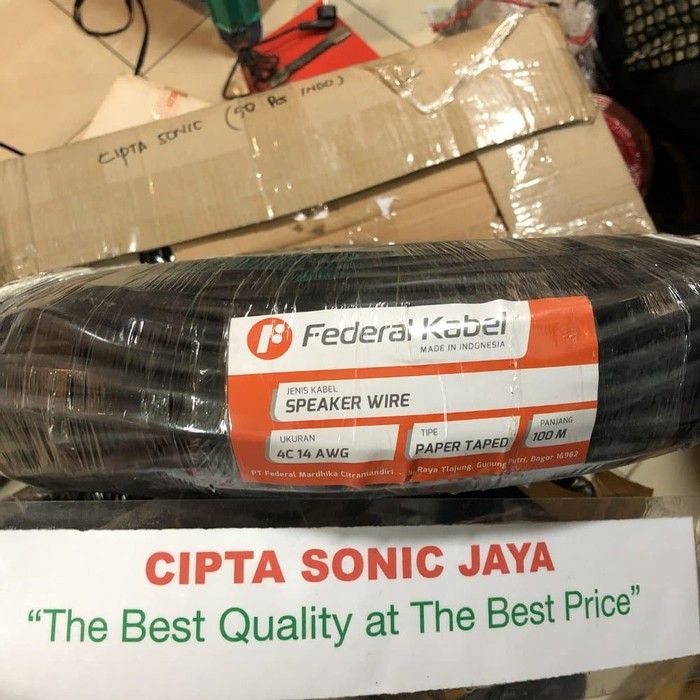 CIPTA SONIC (50 PCS INDO)
Federal Kabel
MADE IN INDONESIA
JENIS KABEL
SPEAKER WIRE
UKURAN
4C 14 AWG
TIPE
PAPER TAPED
PANJANG
100 M
PT Federal Mardhika Citramandiri . Jl. Raya Tlajung, Gunung Putri, Bogor 16962
CIPTA SONIC JAYA
“The Best Quality at The Best Price”